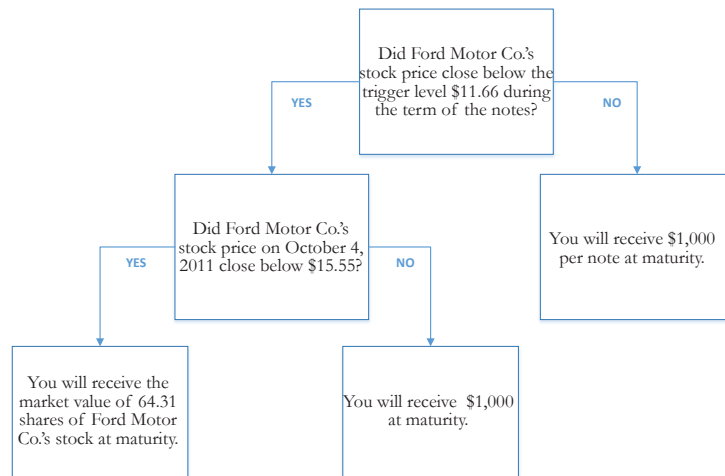 Did Ford Motor Co.'s
stock price close below the
trigger level $11.66 during
the term of the notes?
YES
NO
Did Ford Motor Co.'s
stock price on October 4,
2011 close below $15.55?
You will receive $1,000
per note at maturity.
YES
NO
You will receive the
market value of 64.31
shares of Ford Motor
Co.'s stock at maturity.
You will receive $1,000
at maturity.